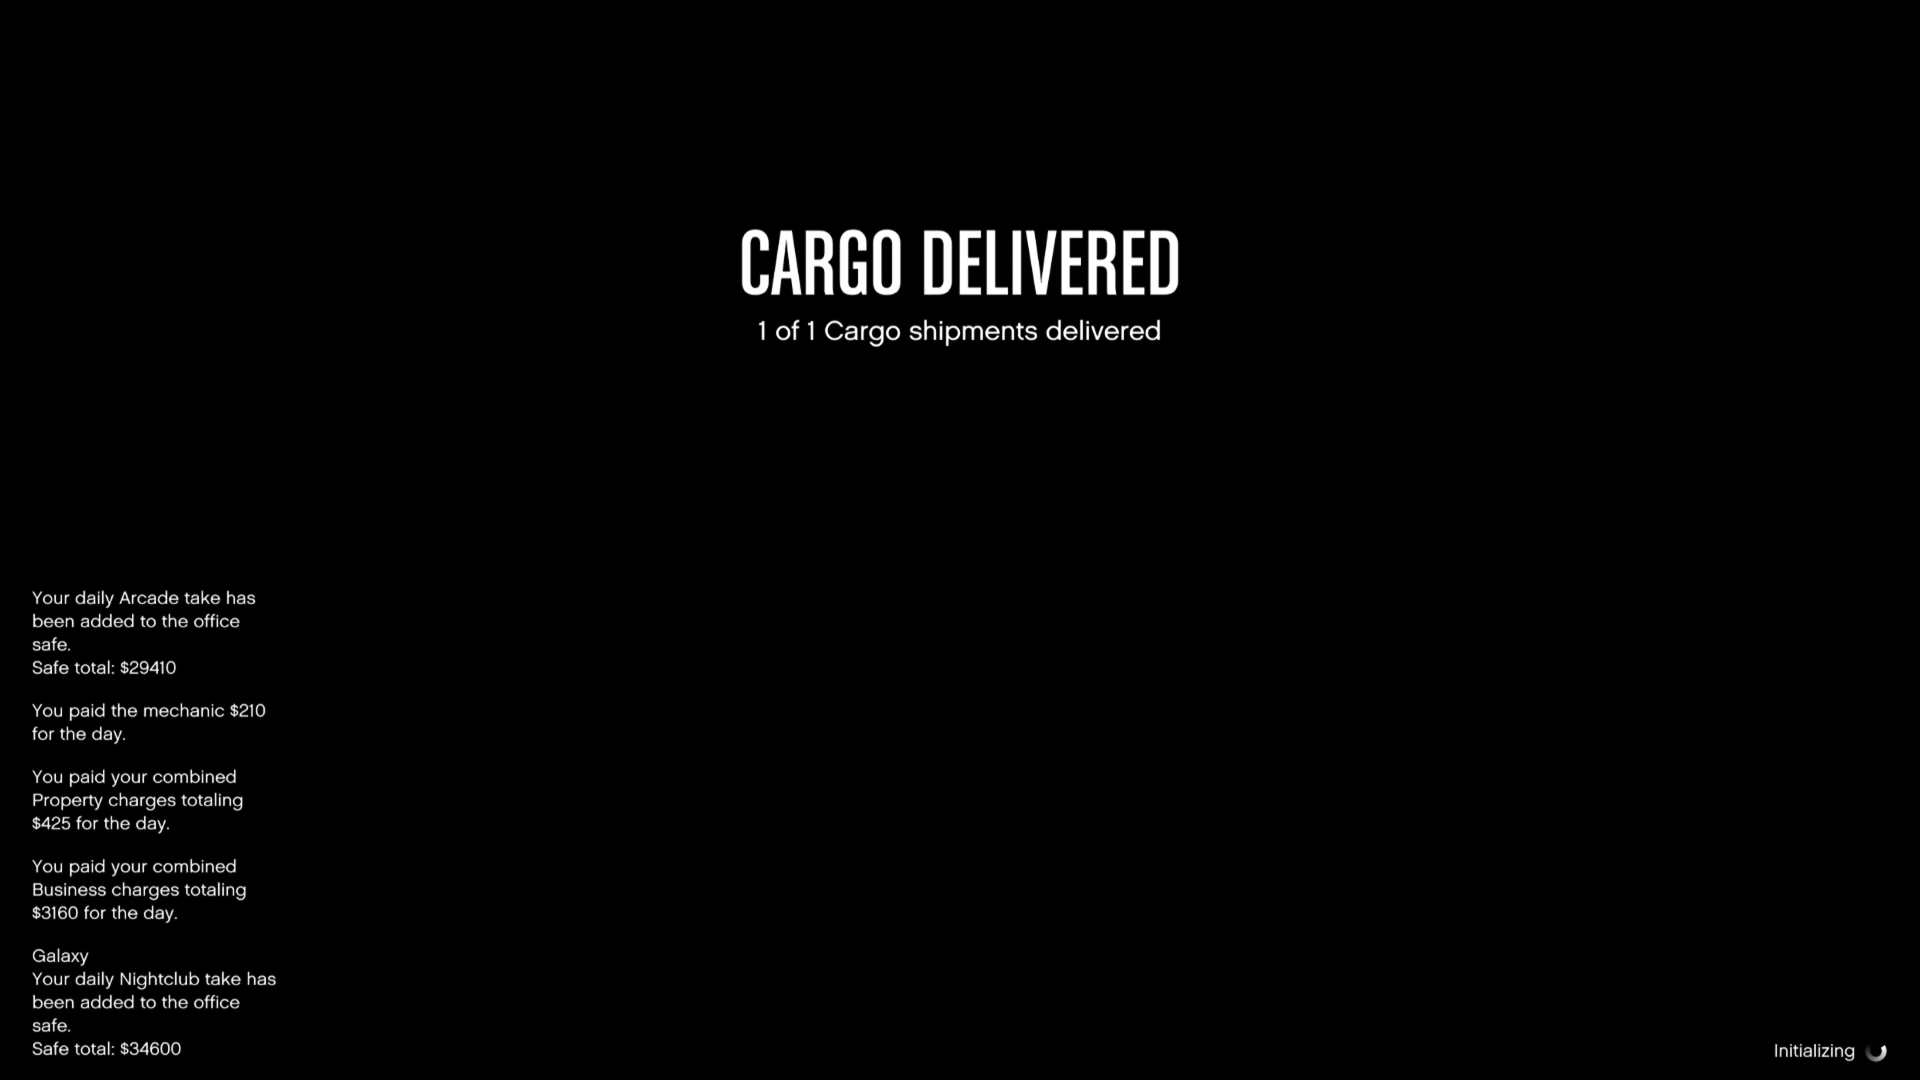 CARGO DELIVERED
1 of 1 Cargo shipments delivered
Your daily Arcade take has
been added to the office
safe.
Safe total: $29410
You paid the mechanic $210
for the day.
You paid your combined
Property charges totaling
$425 for the day.
You paid your combined
Business charges totaling
$3160 for the day.
Galaxy
Your daily Nightclub take has
been added to the office
safe.
Safe total: $34600
Initializing